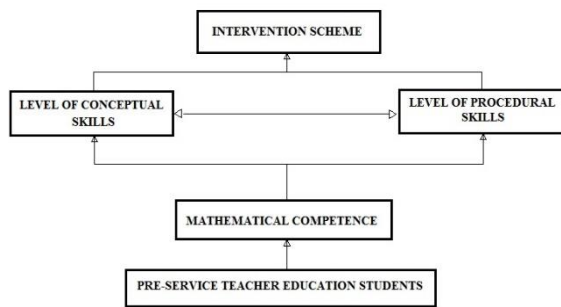 INTERVENTION SCHEME
LEVEL OF CONCEPTUAL
SKILLS
LEVEL OF PROCEDURAL
SKILLS
MATHEMATICAL COMPETENCE
PRE-SERVICE TEACHER EDUCATION STUDENTS